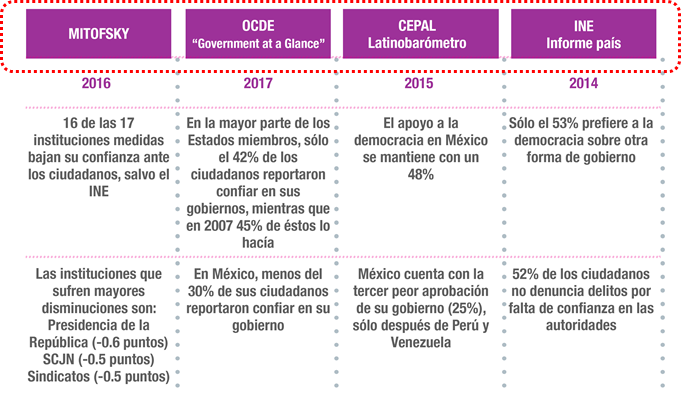 MITOFSKY
OCDE
“Government at a Glance”
CEPAL
Latinobarómetro
INE
Informe país
2016
2017
2015
2014
16 de las 17
instituciones medidas
bajan su confianza ante
los ciudadanos, salvo el
INE
En la mayor parte de los
Estados miembros, sólo
el 42% de los
ciudadanos reportaron
confiar en sus
gobiernos, mientras que
en 2007 45% de éstos lo
hacía
El apoyo a la
democracia en México
se mantiene con un
48%
Sólo el 53% prefiere a la
democracia sobre otra
forma de gobierno
Las instituciones que
sufren mayores
disminuciones son:
Presidencia de la
República (-0.6 puntos)
SCJN (-0.5 puntos)
Sindicatos (-0.5 puntos)
En México, menos del
30% de sus ciudadanos
reportaron confiar en su
gobierno
México cuenta con la
tercer peor aprobación
de su gobierno (25%),
sólo después de Perú y
Venezuela
52% de los ciudadanos
no denuncia delitos por
falta de confianza en las
autoridades